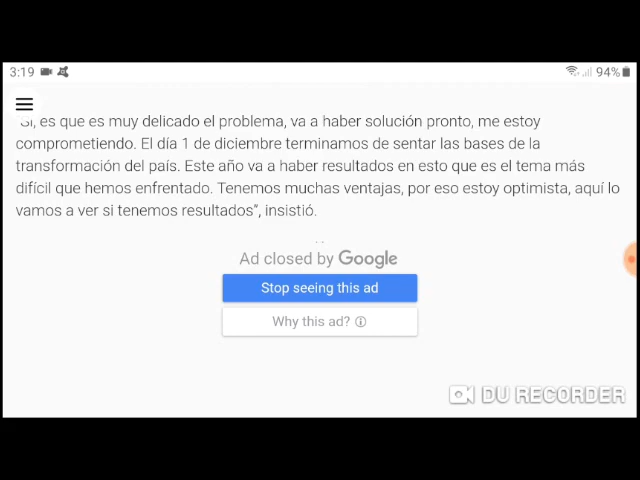 3:19
94%
"Sí, es que es muy delicado el problema, va a haber solución pronto, me estoy
comprometiendo. El día 1 de diciembre terminamos de sentar las bases de la
transformación del país. Este año va a haber resultados en esto que es el tema más
difícil que hemos enfrentado. Tenemos muchas ventajas, por eso estoy optimista, aquí lo
vamos a ver si tenemos resultados”, insistió.
Ad closed by Google
Stop seeing this ad
Why this ad?
DU RECORDER